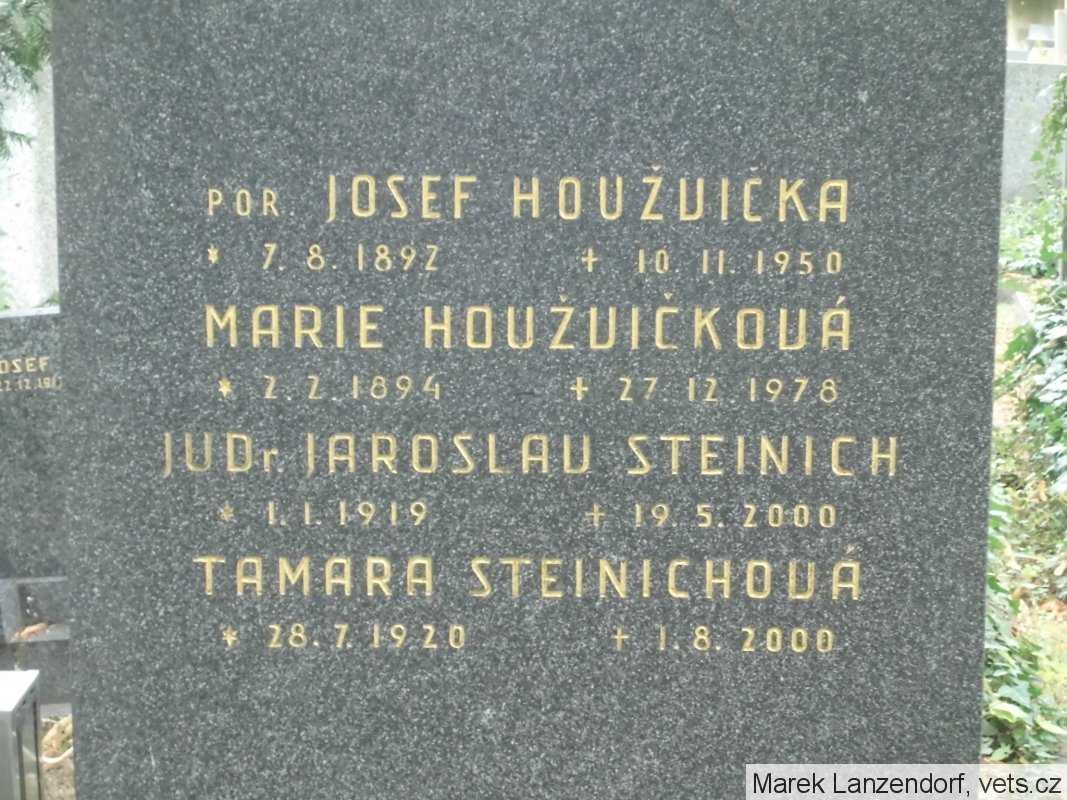 POR. JOSEF HOUŽVIČKA
* 7. 8. 1892 + 10. 11. 1950
MARIE HOUŽVIČKOVÁ
* 2. 2. 1894 + 27. 12. 1978
JUDr. JAROSLAV STEINICH
* 1. 1. 1919 + 19. 5. 2000
TAMARA STEINICHOVÁ
* 28. 7. 1920 + 1. 8. 2000
OSEF
Marek Lanzendorf, vets.cz